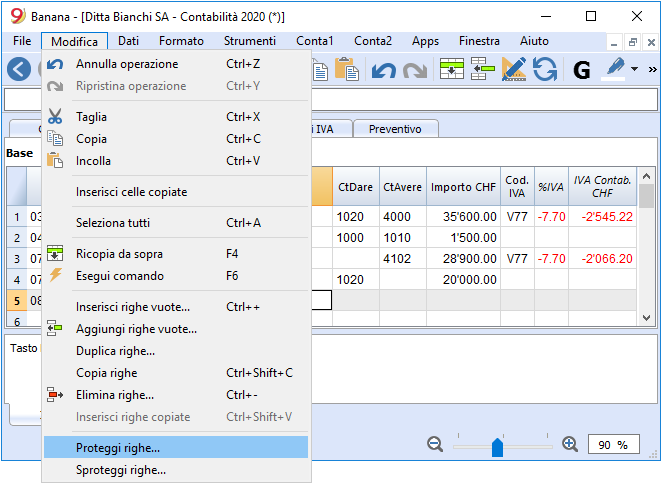 Banana - [Ditta Bianchi SA - Contabilità 2020 (*)]
File Modifica Dati Formato Strumenti Conta1 Conta2 Apps Finestra Aiuto
Annulla operazione Ctrl+Z
Ripristina operazione Ctrl+Y
Taglia Ctrl+X
Copia Ctrl+C
Incolla Ctrl+V
Inserisci celle copiate
Seleziona tutti Ctrl+A
Ricopia da sopra F4
Esegui comando F6
Inserisci righe vuote... Ctrl++
Aggiungi righe vuote...
Duplica righe...
Copia righe Ctrl+Shift+C
Elimina righe... Ctrl+-
Inserisci righe copiate Ctrl+Shift+V
Proteggi righe...
Sproteggi righe...
G
IVA Preventivo
Base
CtDare CtAvere Importo CHF Cod. IVA %IVA IVA Contab. CHF
1 03 1020 4000 35'600.00 V77 -7.70 -2'545.22
2 04 1000 1010 1'500.00
3 07 4102 28'900.00 V77 -7.70 -2'066.20
4 07 1020 20'000.00
5 08
6
Tasto
90 %